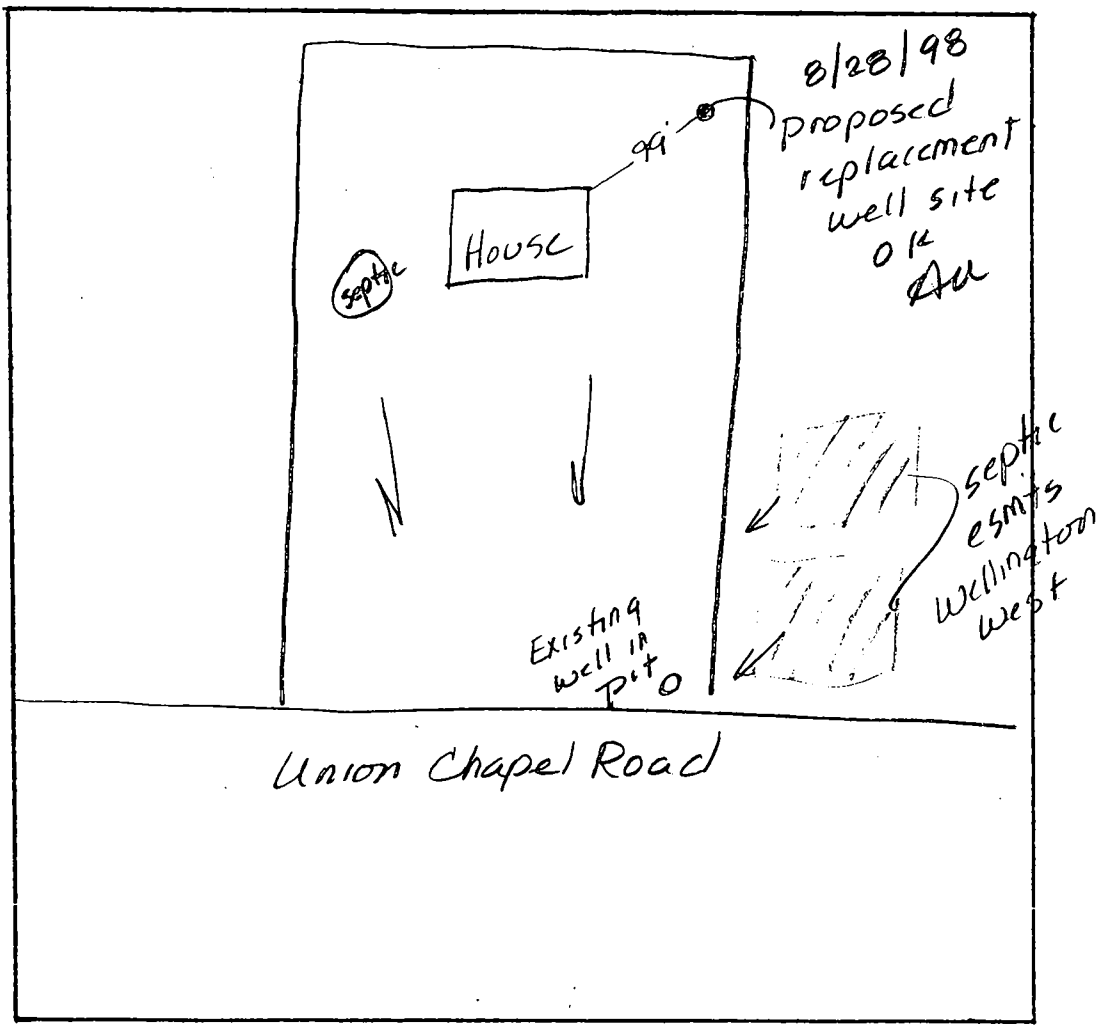 8/28/98
proposed
replacment
well site
OK
99'
House
septic
septic
esmts
Wellington
West
Existing
well in
pit
Union Chapel Road